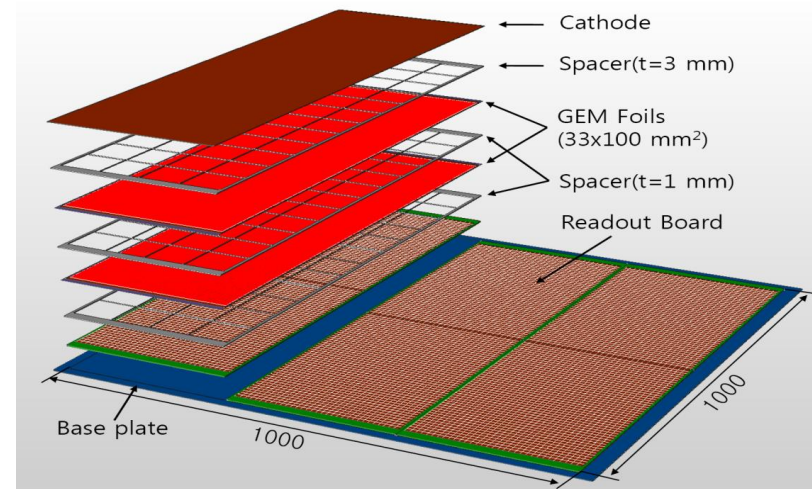 Cathode
Spacer(t=3 mm)
GEM Foils
(33x100 mm²)
Spacer(t=1 mm)
Readout Board
Base plate
1000
1000